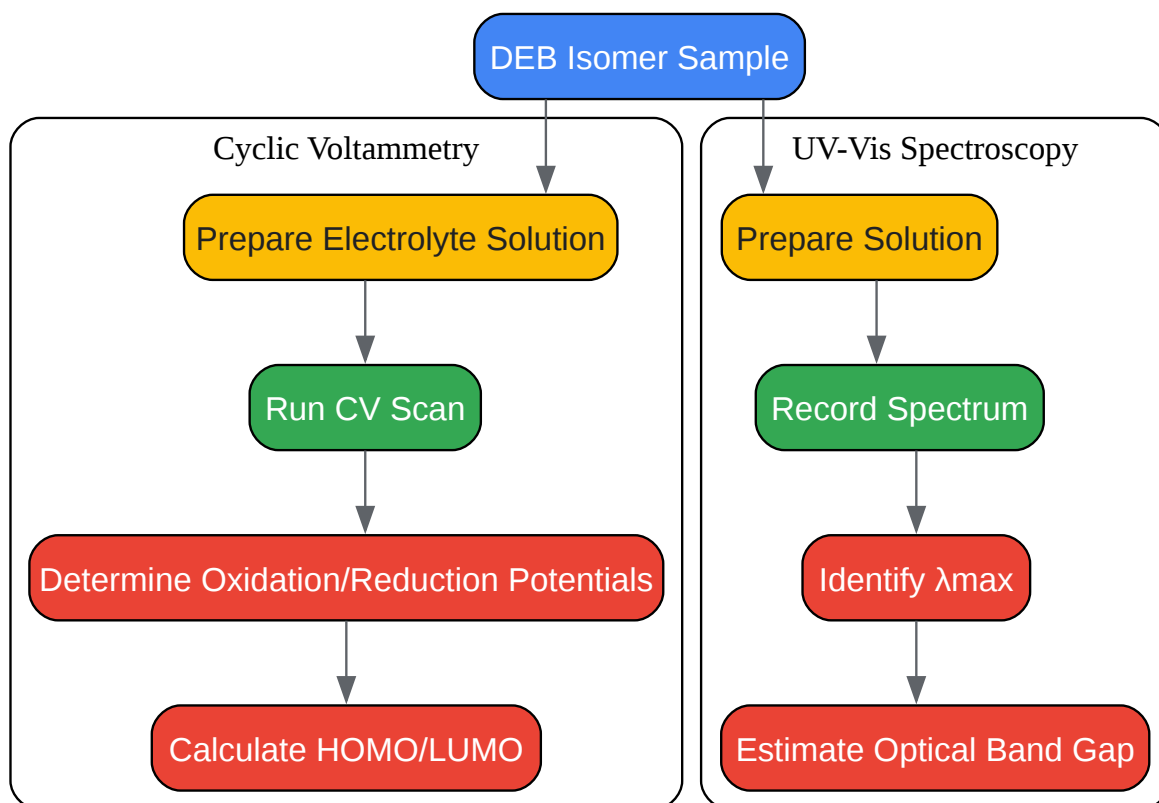 DEB Isomer Sample
Cyclic Voltammetry
Prepare Electrolyte Solution
Run CV Scan
Determine Oxidation/Reduction Potentials
Calculate HOMO/LUMO
UV-Vis Spectroscopy
Prepare Solution
Record Spectrum
Identify λmax
Estimate Optical Band Gap